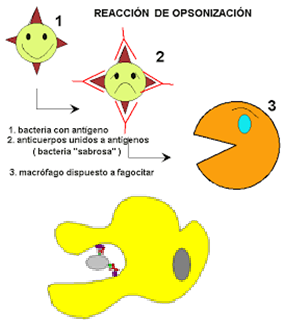 REACCIÓN DE OPSONIZACIÓN
1
2
3
1. bacteria con antígeno
2. anticuerpos unidos a antígenos
( bacteria "sabrosa" )
3. macrófago dispuesto a fagocitar